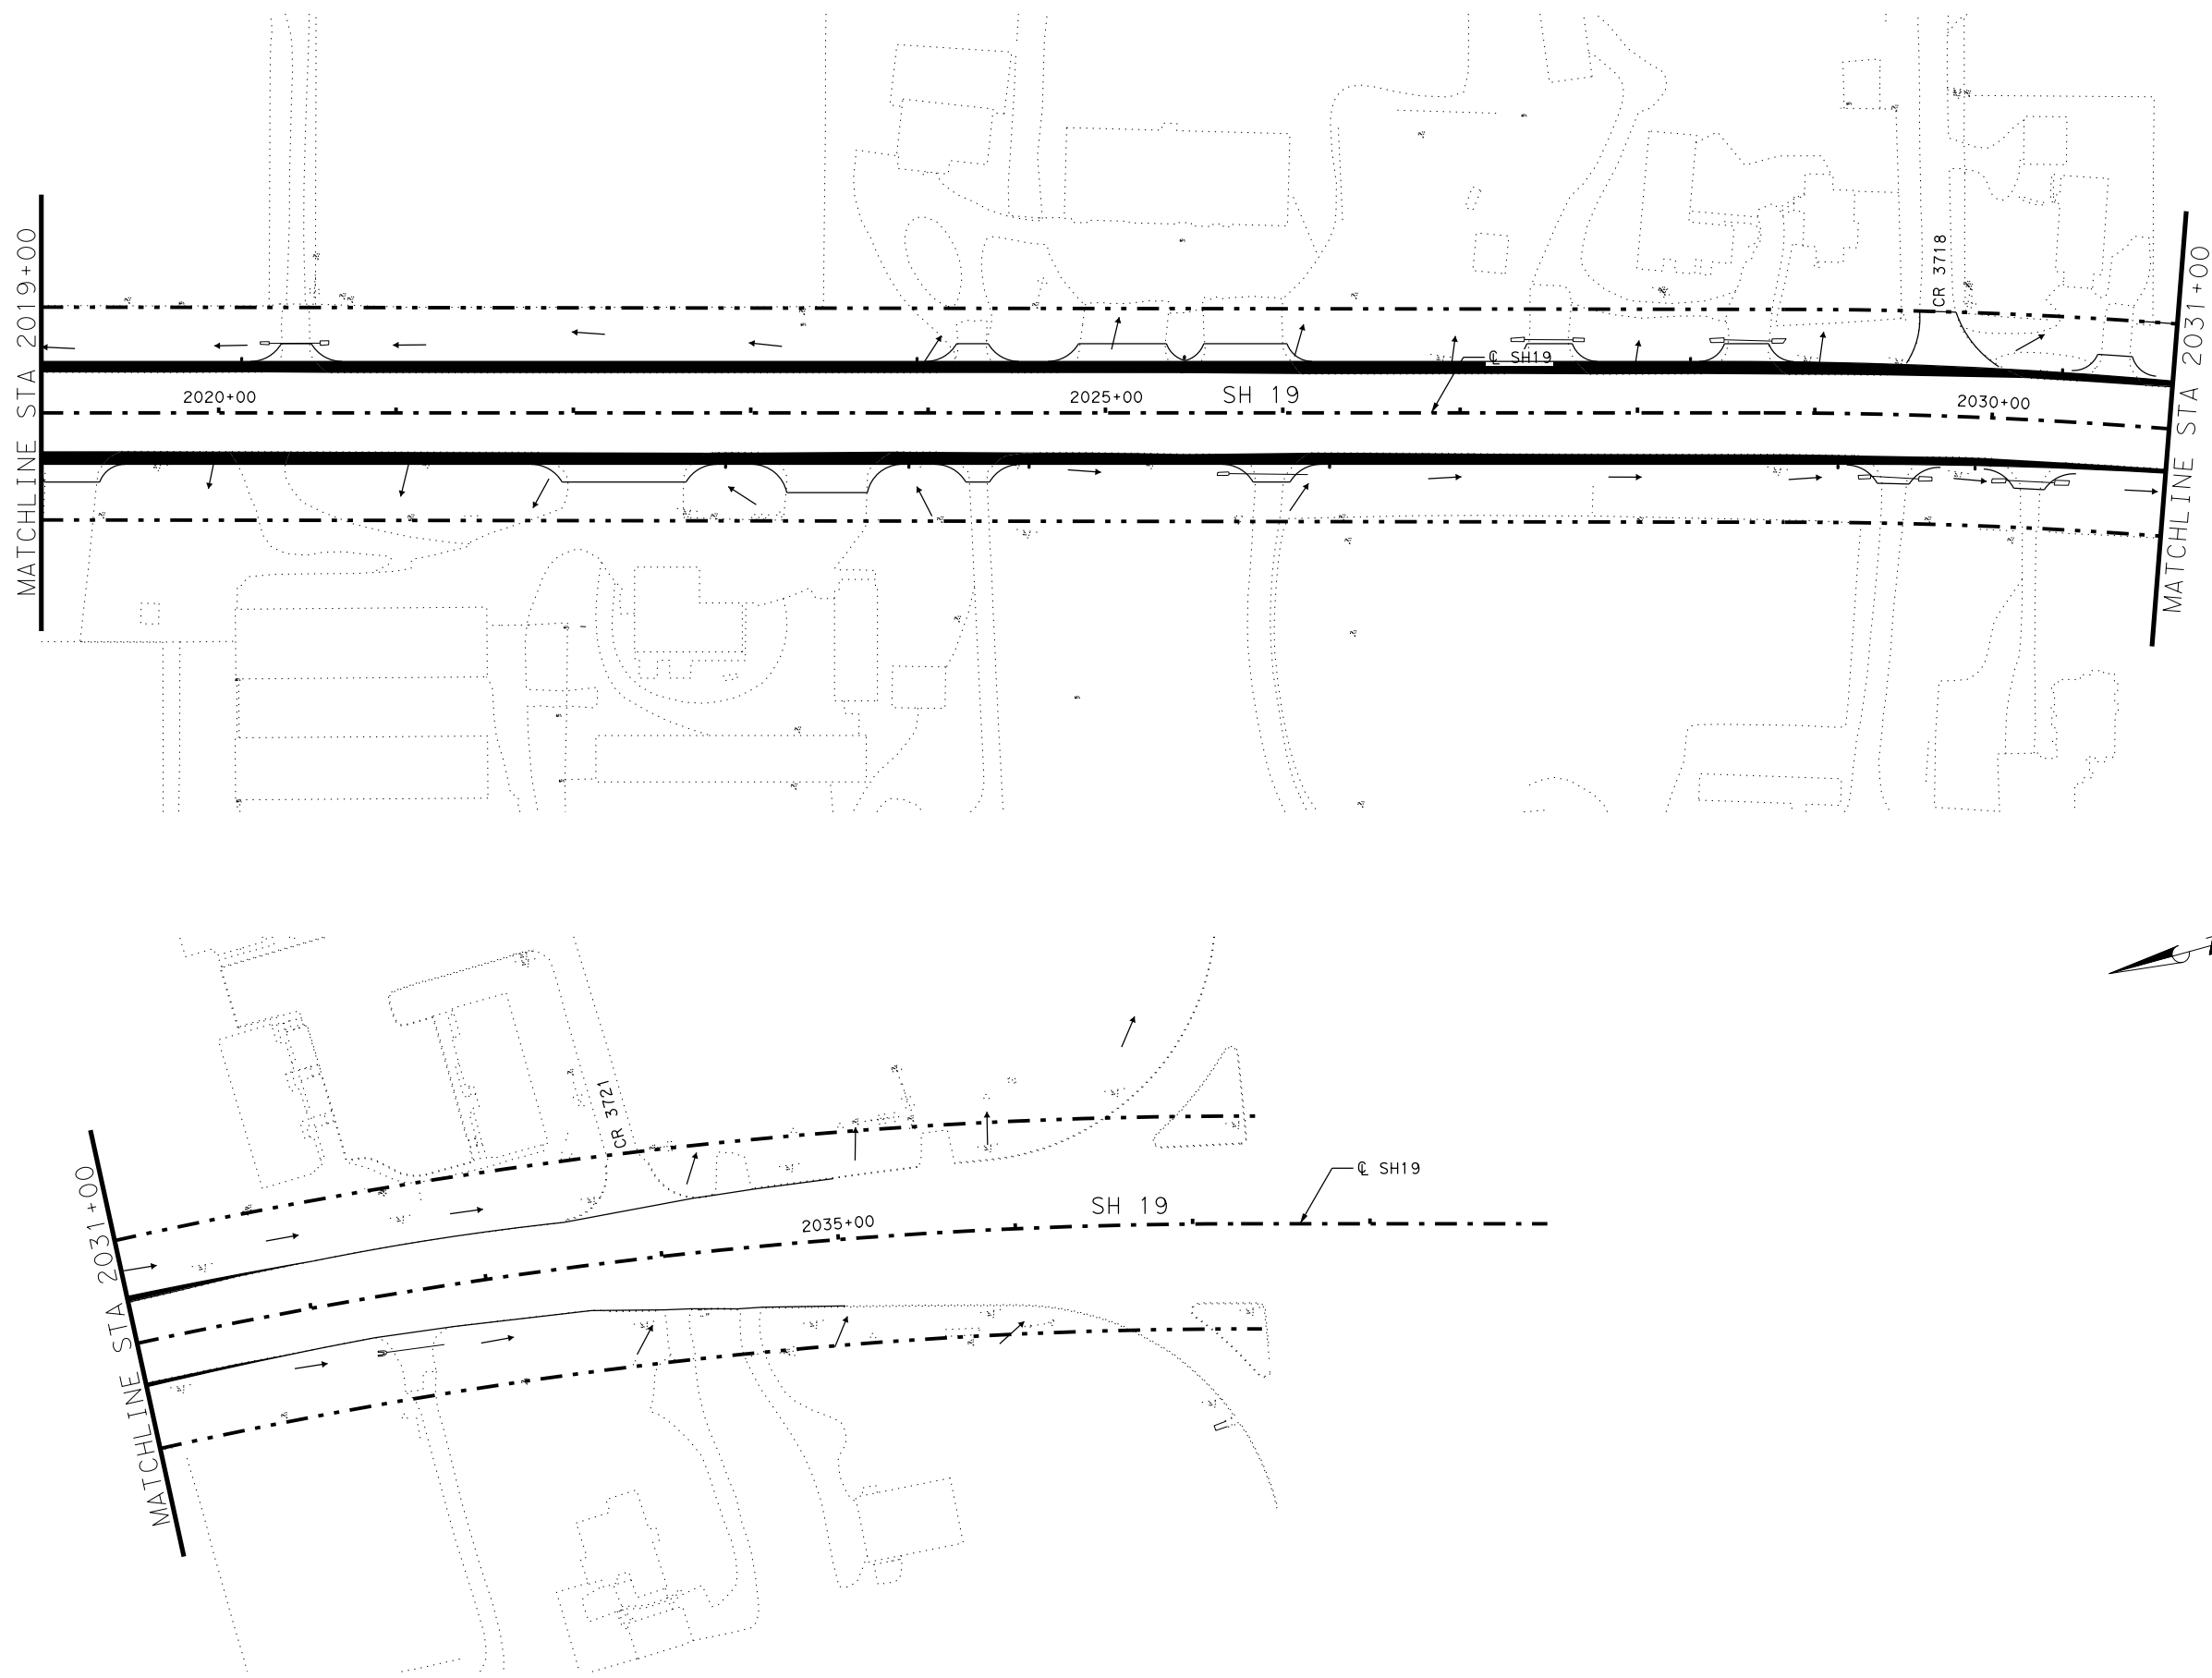 MATCHLINE STA 2019+00
2020+00
2025+00
SH 19
℄ SH19
CR 3718
2030+00
MATCHLINE STA 2031+00
MATCHLINE STA 2031+00
CR 3721
2035+00
SH 19
℄ SH19